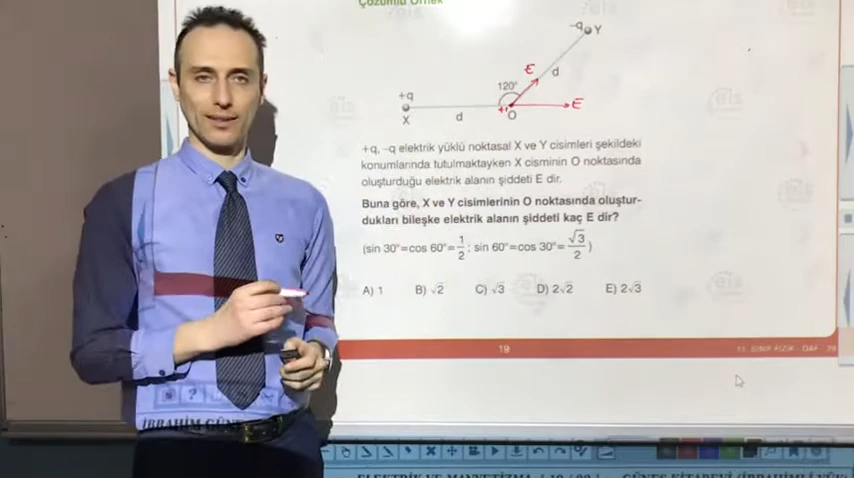 Çözümlü Örnek
-q
Y
E
d
120°
+q
E
X
d
+1
O
+q, -q elektrik yüklü noktasal X ve Y cisimleri şekildeki
konumlarında tutulmaktayken X cisminin O noktasında
oluşturduğu elektrik alanın şiddeti E dir.
Buna göre, X ve Y cisimlerinin O noktasında oluştur-
dukları bileşke elektrik alanın şiddeti kaç E dir?
(sin 30°=cos 60°=1/2; sin 60°=cos 30°=√3/2)
A) 1 B) √2 C) √3 D) 2√2 E) 2√3
19
11. SINIF FİZİK - DAF 79
İBRAHİM GÜNEŞ
ELEKTRİK VE MANYETİZMA